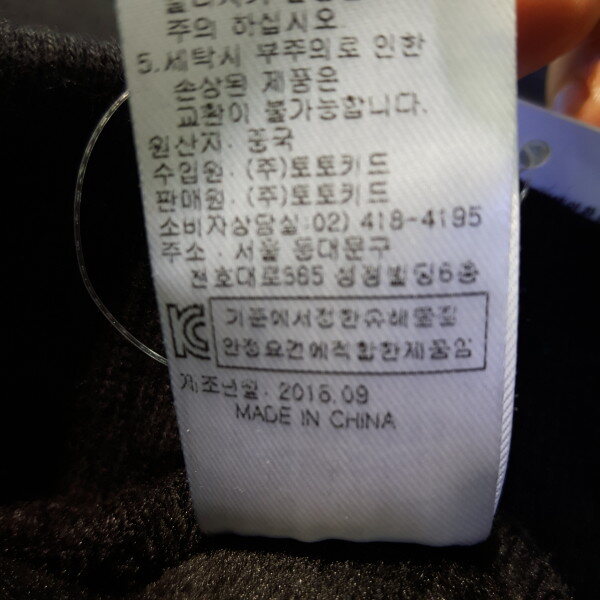 주의 하십시오
5. 세탁시 부주의로 인한
손상된 제품은
교환이 불가능합니다.
원산지 : 중국
수입원 : (주)토토키드
판매원 : (주)토토키드
소비자상담실:02) 418-4195
주소 : 서울 동대문구
천호대로565 성정빌딩6층
기준에서정한유해물질
안정요건에적합한제품임
제조년월 : 2015.09
MADE IN CHINA